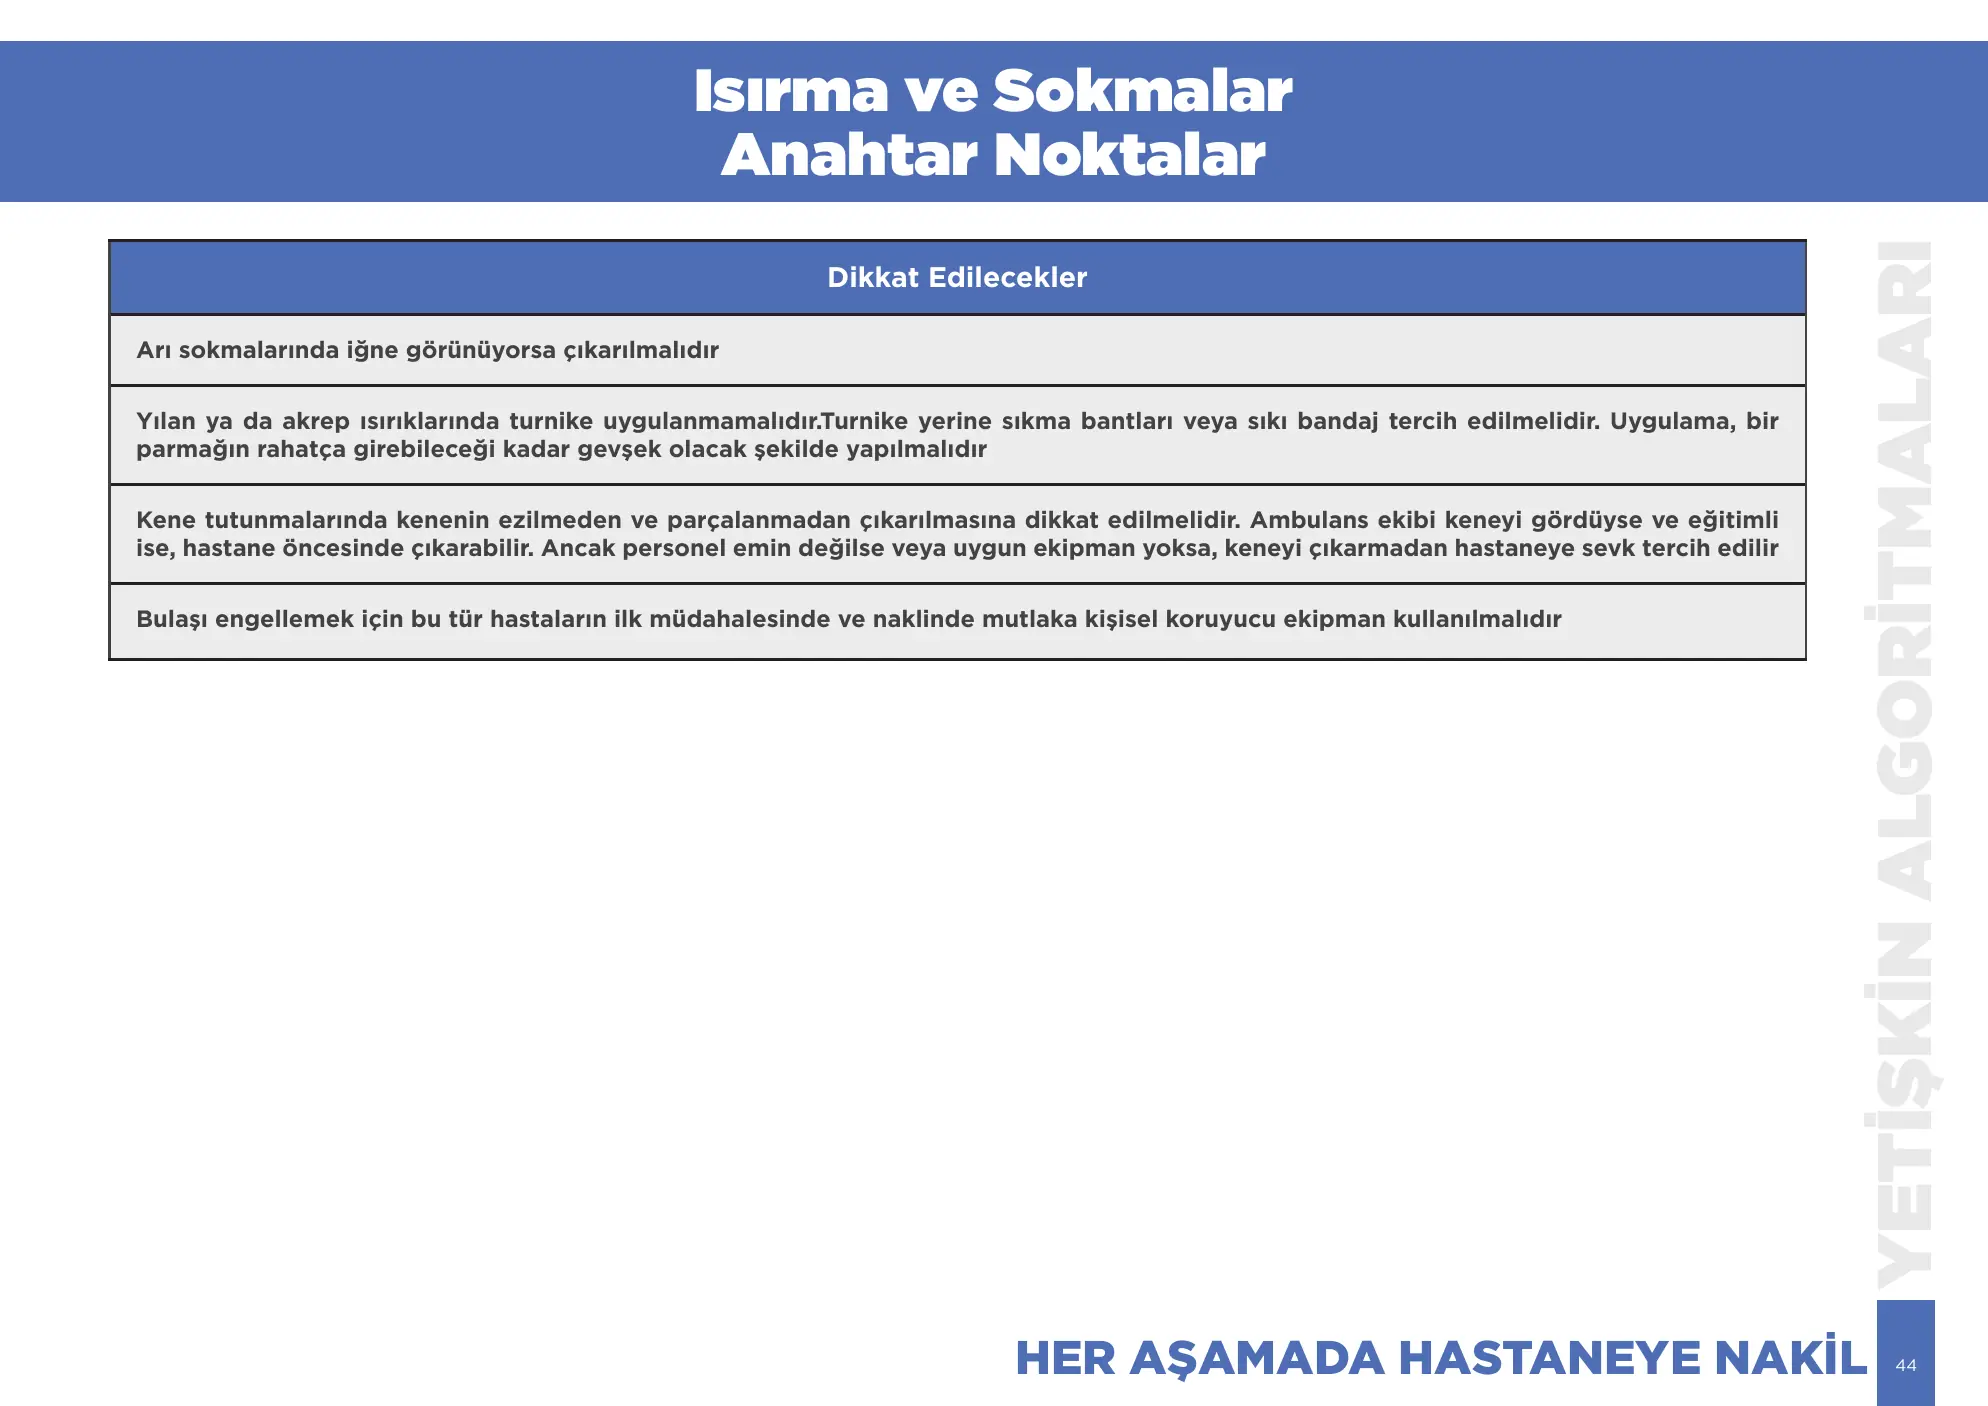 Isırma ve Sokmalar
Anahtar Noktalar
Dikkat Edilecekler
Arı sokmalarında iğne görünüyorsa çıkarılmalıdır
Yılan ya da akrep ısırıklarında turnike uygulanmamalıdır.Turnike yerine sıkma bantları veya sıkı bandaj tercih edilmelidir. Uygulama, bir
parmağın rahatça girebileceği kadar gevşek olacak şekilde yapılmalıdır
Kene tutunmalarında kenenin ezilmeden ve parçalanmadan çıkarılmasına dikkat edilmelidir. Ambulans ekibi keneyi gördüyse ve eğitimli
ise, hastane öncesinde çıkarabilir. Ancak personel emin değilse veya uygun ekipman yoksa, keneyi çıkarmadan hastaneye sevk tercih edilir
Bulaşı engellemek için bu tür hastaların ilk müdahalesinde ve naklinde mutlaka kişisel koruyucu ekipman kullanılmalıdır
YETİŞKİN ALGORİTMALARI
HER AŞAMADA HASTANEYE NAKİL
44